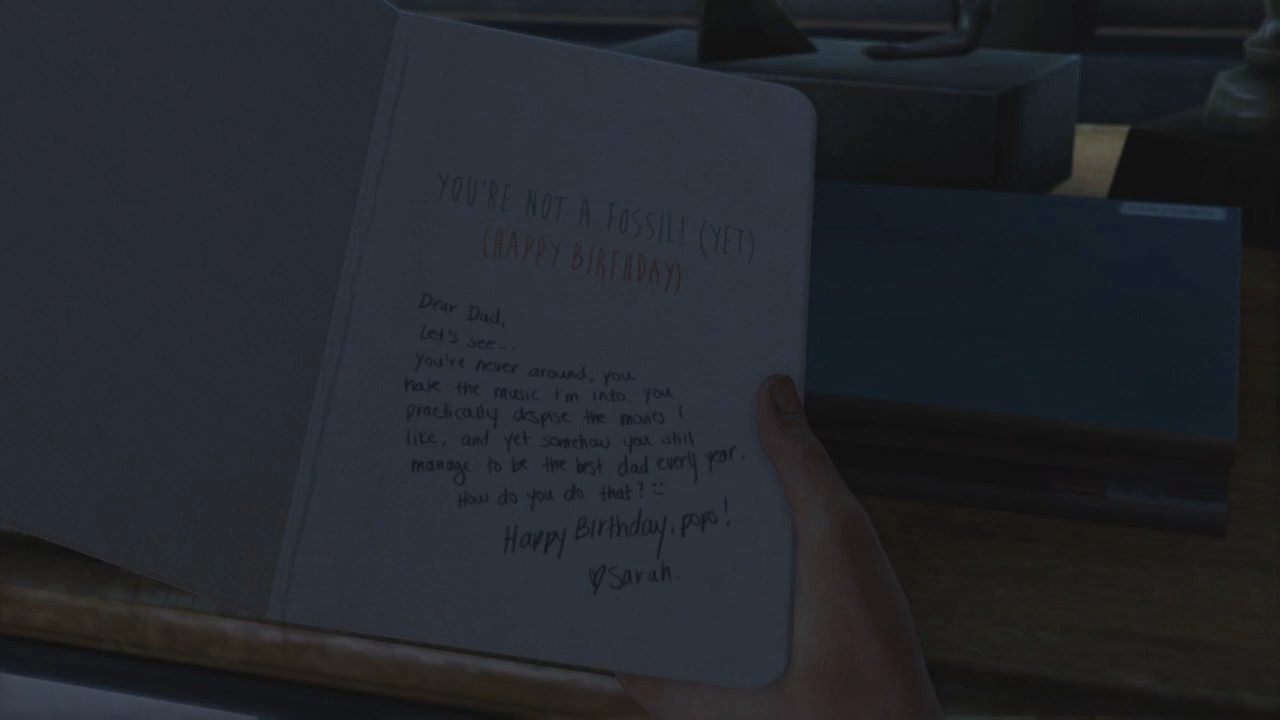 YOU'RE NOT A FOSSIL! (YET)
(HAPPY BIRTHDAY)
Dear Dad,
Let's see...
You're never around, you
hate the music I'm into, you
practically despise the movies I
like, and yet somehow you still
manage to be the best dad every year.
How do you do that? :)
Happy Birthday, pops!
♡Sarah.